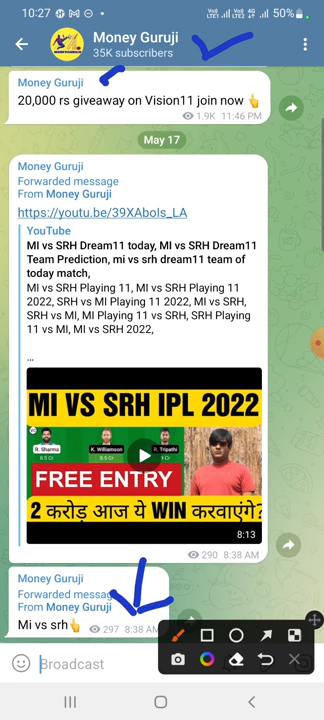 10:27
50%
Money Guruji
35K subscribers
Money Guruji
20,000 rs giveaway on Vision11 join now
1.9K 11:46 PM
May 17
Money Guruji
Forwarded message
From Money Guruji
https://youtu.be/39XAboIs_LA
YouTube
MI vs SRH Dream11 today, MI vs SRH Dream11
Team Prediction, mi vs srh dream11 team of
today match,
MI vs SRH Playing 11, MI vs SRH Playing 11
2022, SRH vs MI Playing 11 2022, MI vs SRH,
SRH vs MI, MI Playing 11 vs SRH, SRH Playing
11 vs MI, MI vs SRH 2022,
...
MI VS SRH IPL 2022
R. Sharma K. Williamson R. Tripathi
FREE ENTRY
2 करोड़ आज ये WIN करवाएंगे?
8:13
290 8:38 AM
Money Guruji
Forwarded messag
From Money Guruji
Mi vs srh
297 8:38 AM
Broadcast